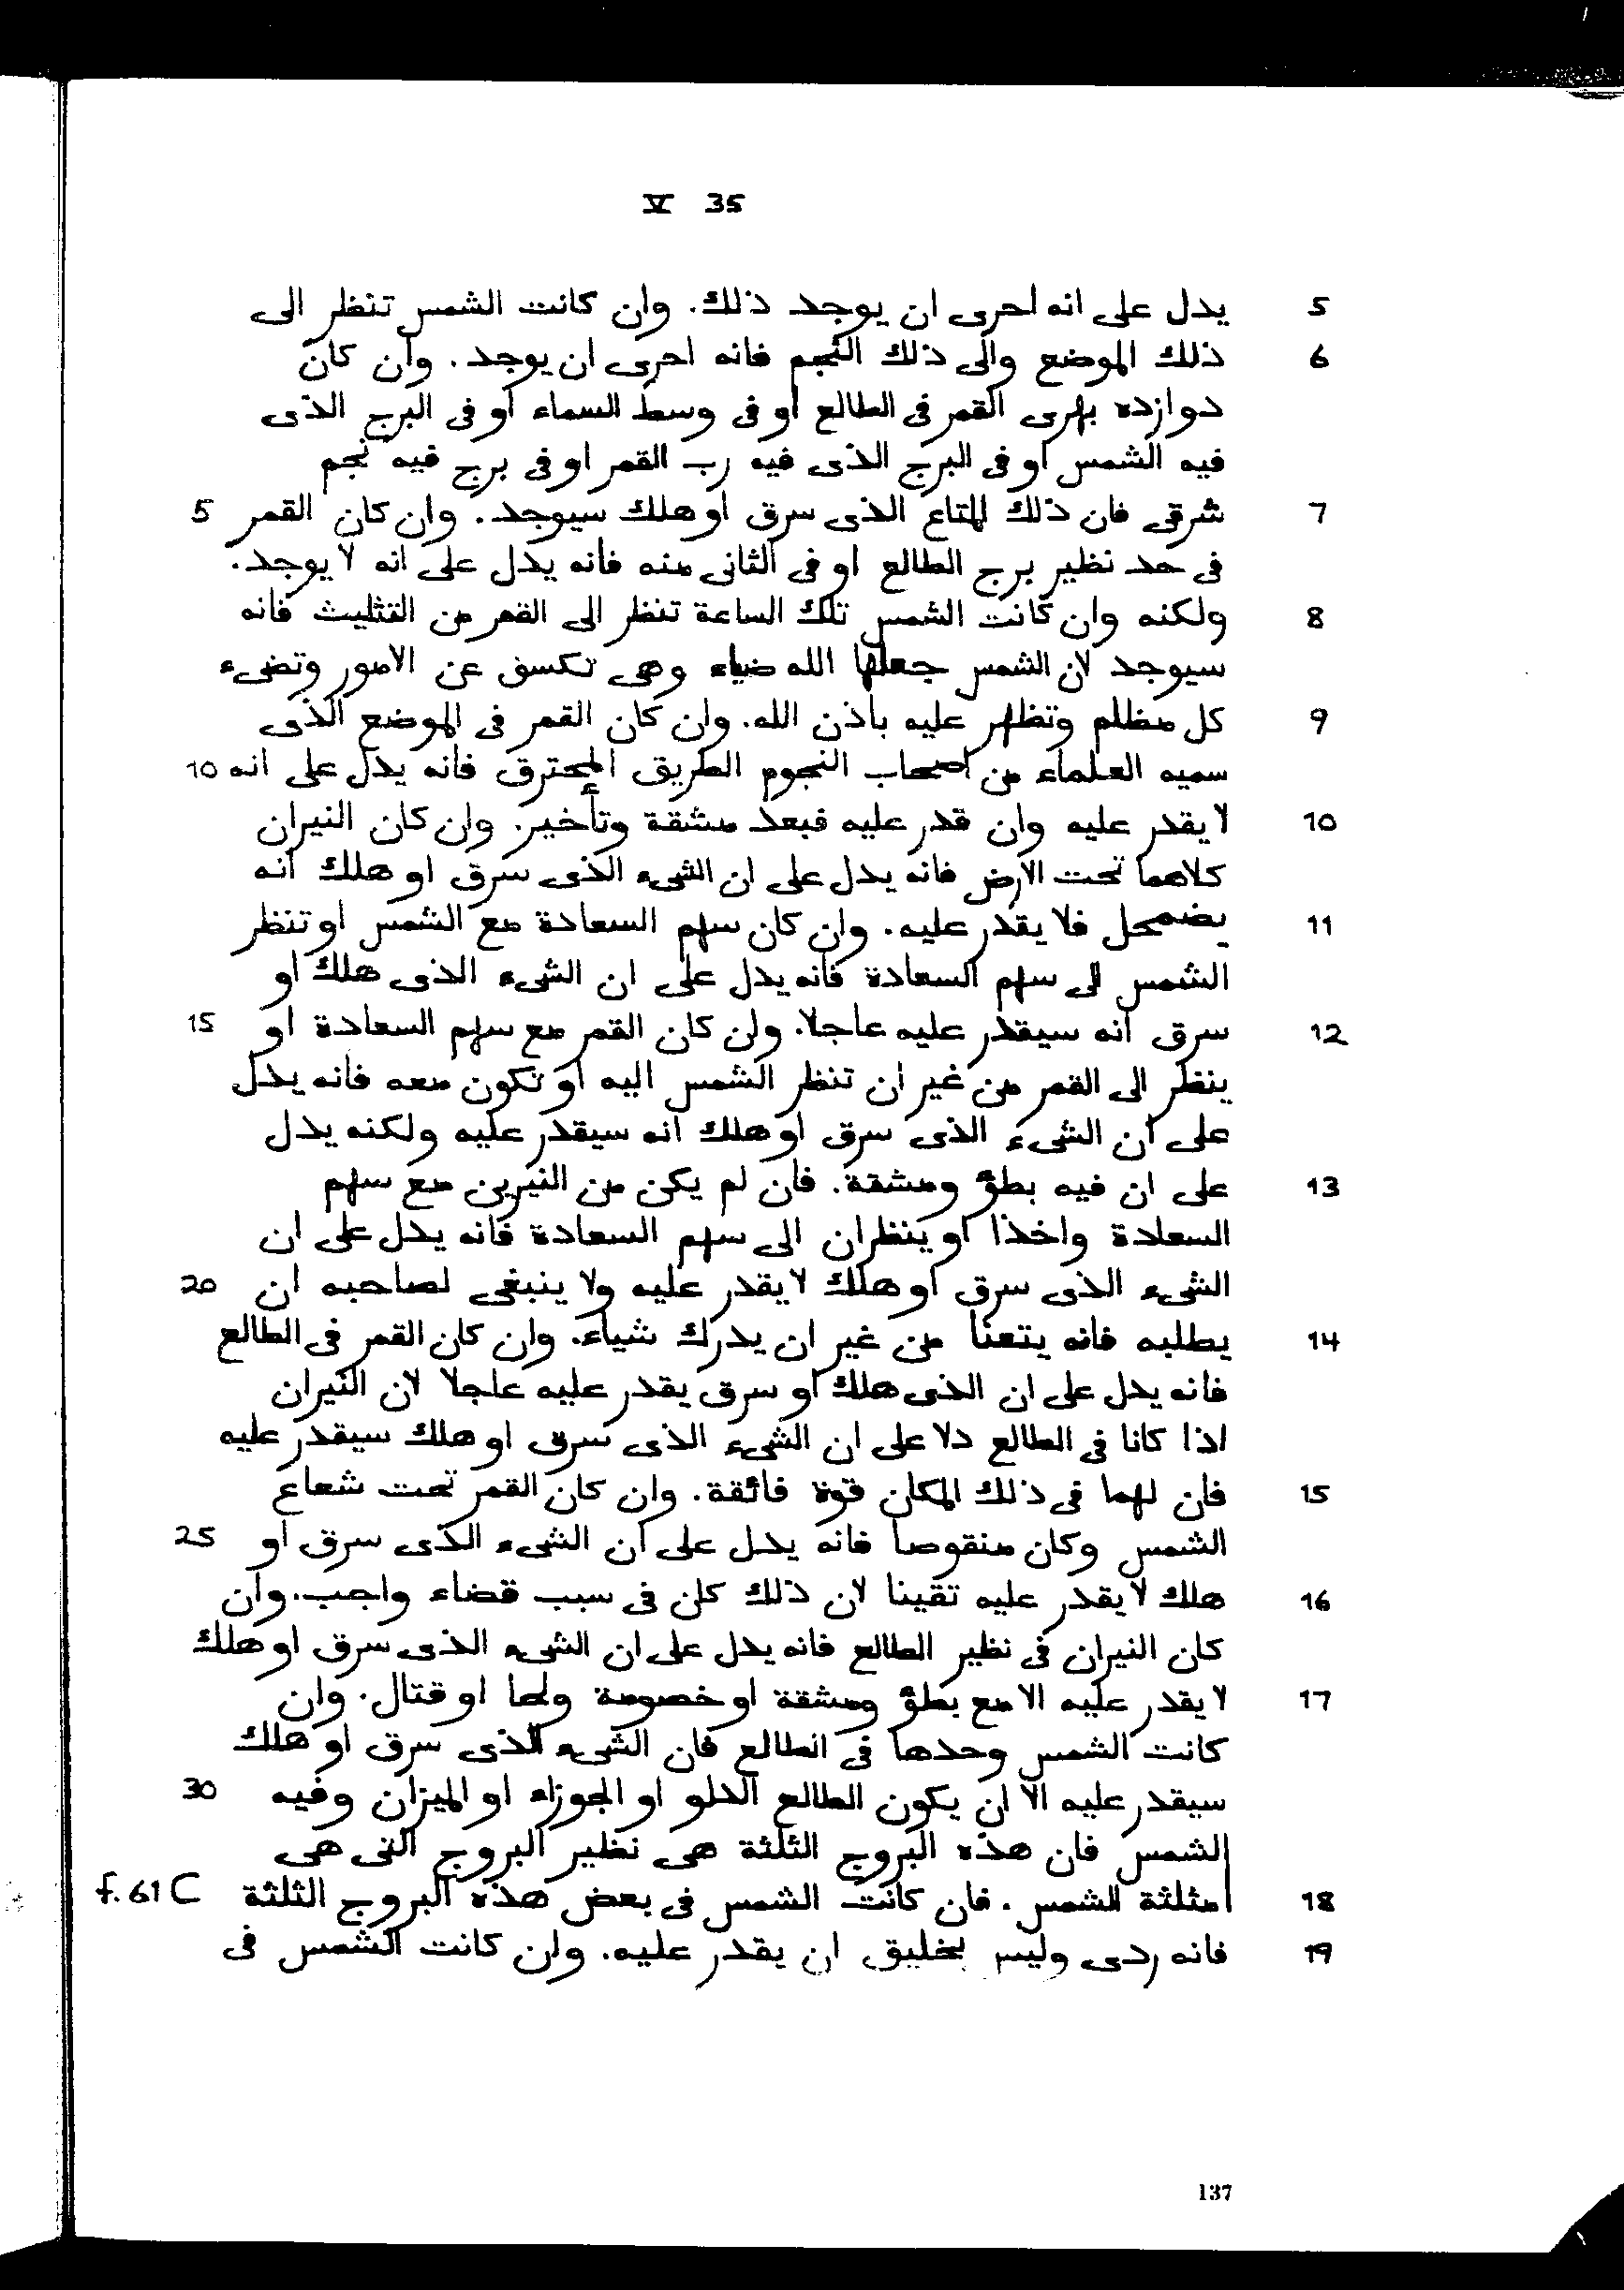 V 35
5 يدل على انه احرى ان يوجد ذلك. وان كانت الشمس تنظر الى
6 ذلك الموضع والى ذلك النجم فانه احرى ان يوجد. وان كان
دوازده بهرى القمر فى الطالع او فى وسط السماء او فى البرج الذى
فيه الشمس او فى البرج الذى فيه رب القمر او فى برج فيه نجم
7 شرقى فان ذلك المتاع الذى سرق او هلك سيوجد. وان كان القمر 5
فى حد نظير برج الطالع او فى الثانى منه فانه يدل على انه لا يوجد.
8 ولكنه وان كانت الشمس تلك الساعة تنظر الى القمر من التثليث فانه
سيوجد لان الشمس جعلها الله ضياء وهى تكسف عن الامور وتضىء
9 كل مظلم وتظهر عليه باذن الله. وان كان القمر فى الموضع الذى
سميه العلماء من اصحاب النجوم الطريق المحترق فانه يدل على انه 10
10 لا يقدر عليه وان قدر عليه فبعد مشقة وتأخير. وان كان النيران
كلاهما تحت الارض فانه يدل على ان الشىء الذى سرق او هلك انه
11 يضمحل فلا يقدر عليه. وان كان سهم السعادة مع الشمس او تنظر
الشمس الى سهم السعادة فانه يدل على ان الشىء الذى هلك او
12 سرق انه سيقدر عليه عاجلا. وان كان القمر مع سهم السعادة او 15
ينظر الى القمر من غير ان تنظر الشمس اليه او تكون معه فانه يدل
على ان الشىء الذى سرق او هلك انه سيقدر عليه ولكنه يدل
13 على ان فيه بطؤ ومشقة. فان لم يكن من النيرين مع سهم
السعادة واخذا او ينظران الى سهم السعادة فانه يدل على ان
الشىء الذى سرق او هلك لا يقدر عليه ولا ينبغى لصاحبه ان 20
14 يطلبه فانه يتعنا من غير ان يدرك شياء. وان كان القمر فى الطالع
فانه يدل على ان الذى هلك او سرق يقدر عليه عاجلا لان النيران
اذا كانا فى الطالع دلا على ان الشىء الذى سرق او هلك سيقدر عليه
15 فان لهما فى ذلك المكان قوة فائقة. وان كان القمر تحت شعاع
الشمس وكان منقوصا فانه يدل على ان الشىء الذى سرق او 25
16 هلك لا يقدر عليه تقينا لان ذلك كان فى سبب قضاء واجب. وان
كان النيران فى نظير الطالع فانه يدل على ان الشىء الذى سرق او هلك
17 لا يقدر عليه الا مع بطؤ ومشقة او خصومة ولحا او قتال. وان
كانت الشمس وحدها فى الطالع فان الشىء الذى سرق او هلك
سيقدر عليه الا ان يكون الطالع الدلو او الجوزاء او الميزان وفيه 30
الشمس فان هذه البروج الثلثة هى نظير البروج التى هى
18 مثلثة الشمس. فان كانت الشمس فى بعض هذه البروج الثلثة f. 61 C
19 فانه ردى وليس بخليق ان يقدر عليه. وان كانت الشمس فى
137